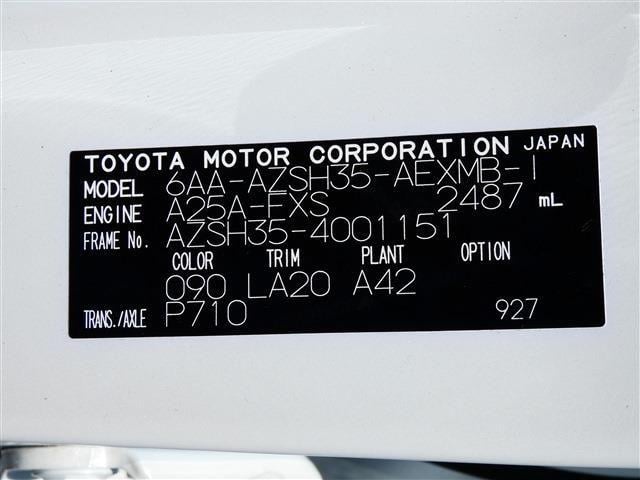 TOYOTA MOTOR CORPORATION JAPAN
MODEL 6AA-AZSH35-AEXMB-1
ENGINE A25A-FXS 2487 mL
FRAME No. AZSH35-4001151
COLOR TRIM PLANT OPTION
090 LA20 A42
TRANS./AXLE P710 927